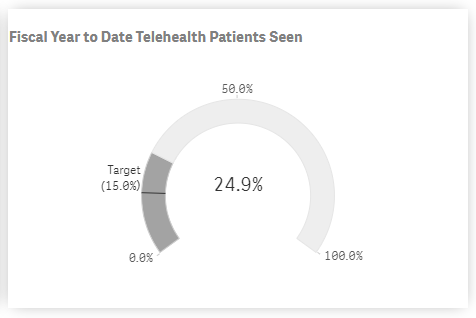 Fiscal Year to Date Telehealth Patients Seen
50.0%
Target
(15.0%)
24.9%
0.0%
100.0%